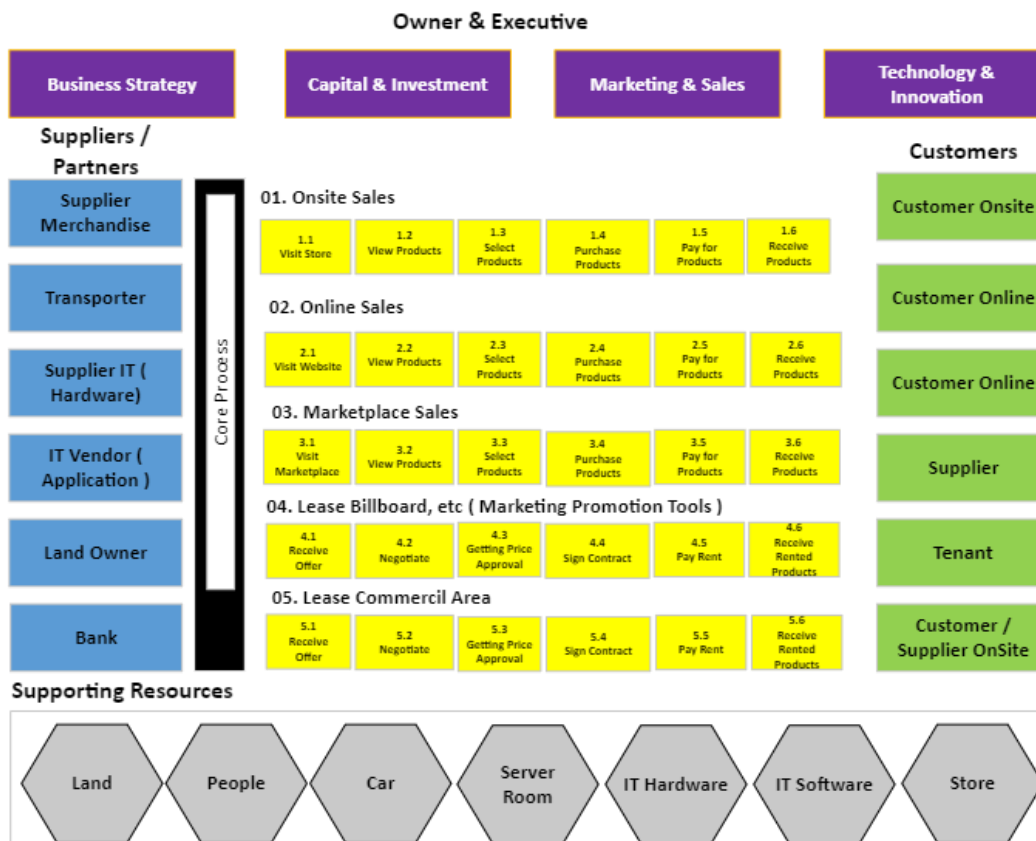 Owner & Executive
Business Strategy
Capital & Investment
Marketing & Sales
Technology &
Innovation
Suppliers /
Partners
Customers
Supplier
Merchandise
Transporter
Supplier IT (
Hardware)
IT Vendor (
Application )
Land Owner
Bank
Core Process
01. Onsite Sales
1.1
Visit Store
1.2
View Products
1.3
Select
Products
1.4
Purchase
Products
1.5
Pay for
Products
1.6
Receive
Products
02. Online Sales
2.1
Visit Website
2.2
View Products
2.3
Select
Products
2.4
Purchase
Products
2.5
Pay for
Products
2.6
Receive
Products
03. Marketplace Sales
3.1
Visit
Marketplace
3.2
View Products
3.3
Select
Products
3.4
Purchase
Products
3.5
Pay for
Products
3.6
Receive
Products
04. Lease Billboard, etc ( Marketing Promotion Tools )
4.1
Receive
Offer
4.2
Negotiate
4.3
Getting Price
Approval
4.4
Sign Contract
4.5
Pay Rent
4.6
Receive
Rented
Products
05. Lease Commercil Area
5.1
Receive
Offer
5.2
Negotiate
5.3
Getting Price
Approval
5.4
Sign Contract
5.5
Pay Rent
5.6
Receive
Rented
Products
Customer Onsite
Customer Online
Customer Online
Supplier
Tenant
Customer /
Supplier OnSite
Supporting Resources
Land
People
Car
Server
Room
IT Hardware
IT Software
Store